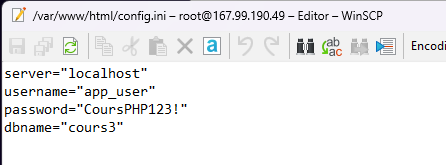 /var/www/html/config.ini – root@167.99.190.49 – Editor – WinSCP
Encodi
server="localhost"
username="app_user"
password="CoursPHP123!"
dbname="cours3"